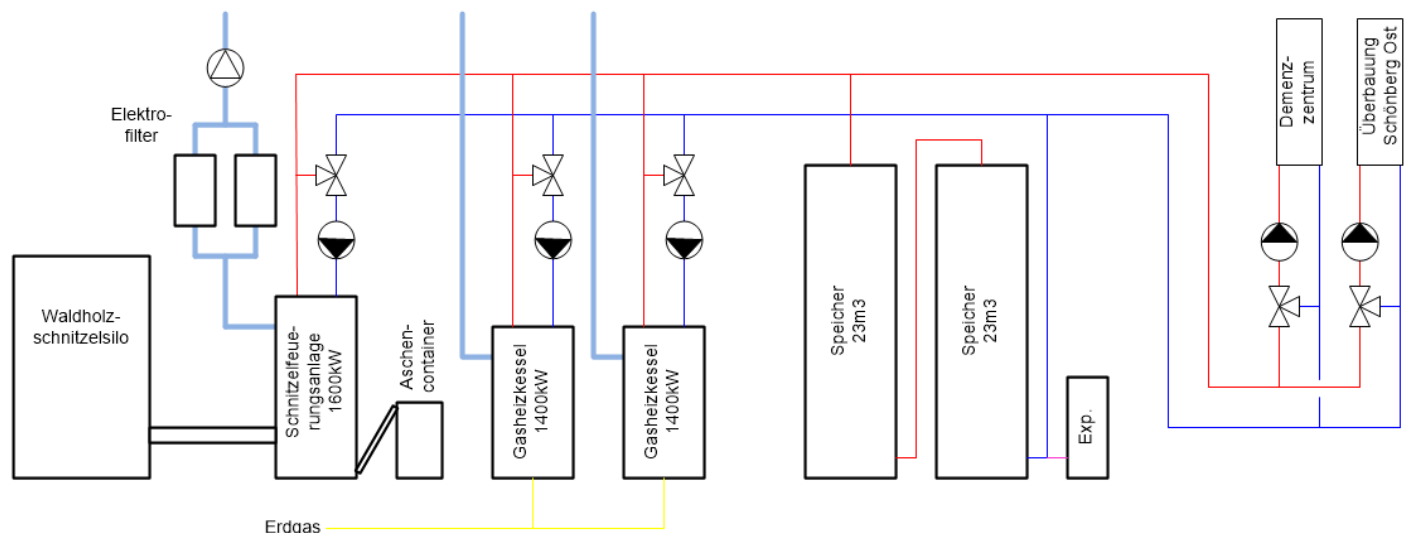 Elektro-
filter
Waldholz-
schnitzelsilo
Schnitzelfeue-
rungsanlage
1600kW
Aschen-
container
Gasheizkessel
1400kW
Gasheizkessel
1400kW
Erdgas
Speicher
23m3
Speicher
23m3
Exp.
Demenz-
zentrum
Überbauung
Schönberg Ost